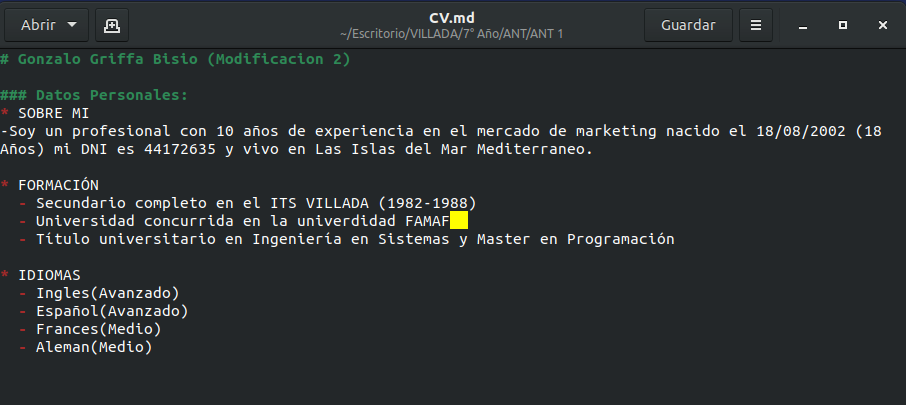 Abrir
CV.md
~/Escritorio/VILLADA/7° Año/ANT/ANT 1
Guardar
# Gonzalo Griffa Bisio (Modificacion 2)
### Datos Personales:
* SOBRE MI
-Soy un profesional con 10 años de experiencia en el mercado de marketing nacido el 18/08/2002 (18
Años) mi DNI es 44172635 y vivo en Las Islas del Mar Mediterraneo.
* FORMACIÓN
- Secundario completo en el ITS VILLADA (1982-1988)
- Universidad concurrida en la univerdidad FAMAF
- Título universitario en Ingeniería en Sistemas y Master en Programación
* IDIOMAS
- Ingles(Avanzado)
- Español(Avanzado)
- Frances(Medio)
- Aleman(Medio)